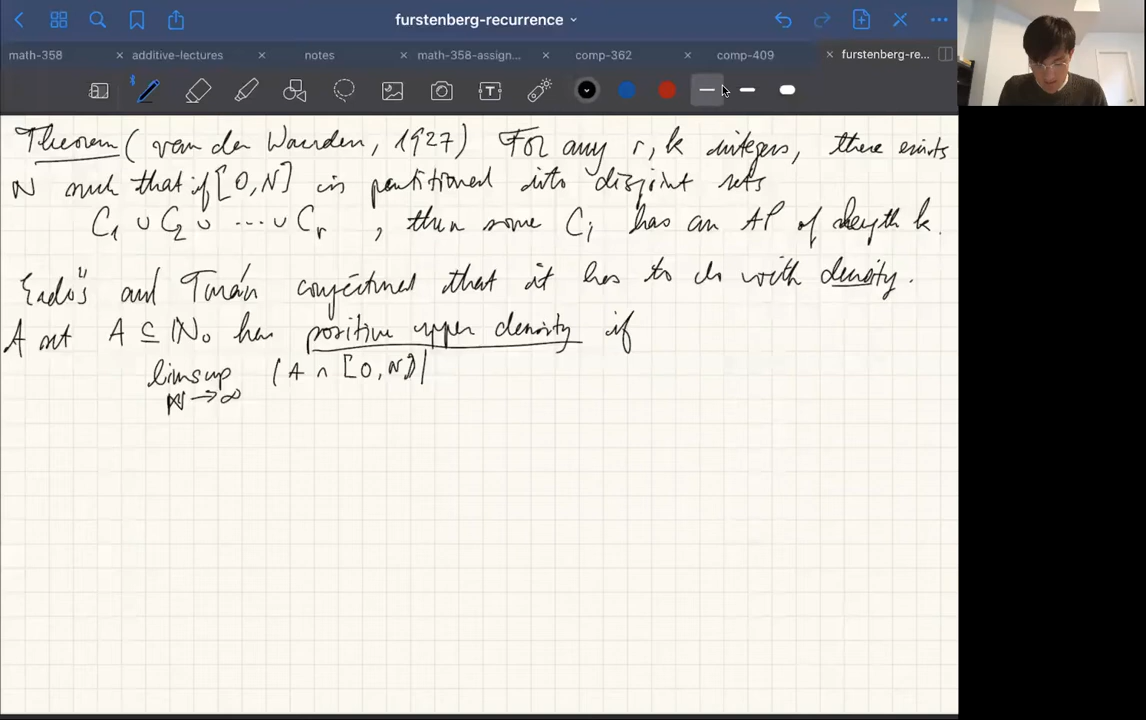 furstenberg-recurrence
math-358 additive-lectures notes math-358-assign... comp-362 comp-409 furstenberg-re...
Theorem (van der Waerden, 1927) For any r, k integers, there exists
N such that if [0,N] is partitioned into disjoint sets
C₁ ∪ C₂ ∪ ... ∪ Cᵣ , then some Cᵢ has an AP of length k.
Erdős and Turán conjectured that it has to do with density.
A set A ⊆ ℕ₀ has positive upper density if
limsup |A ∩ [0,N)|
N→∞